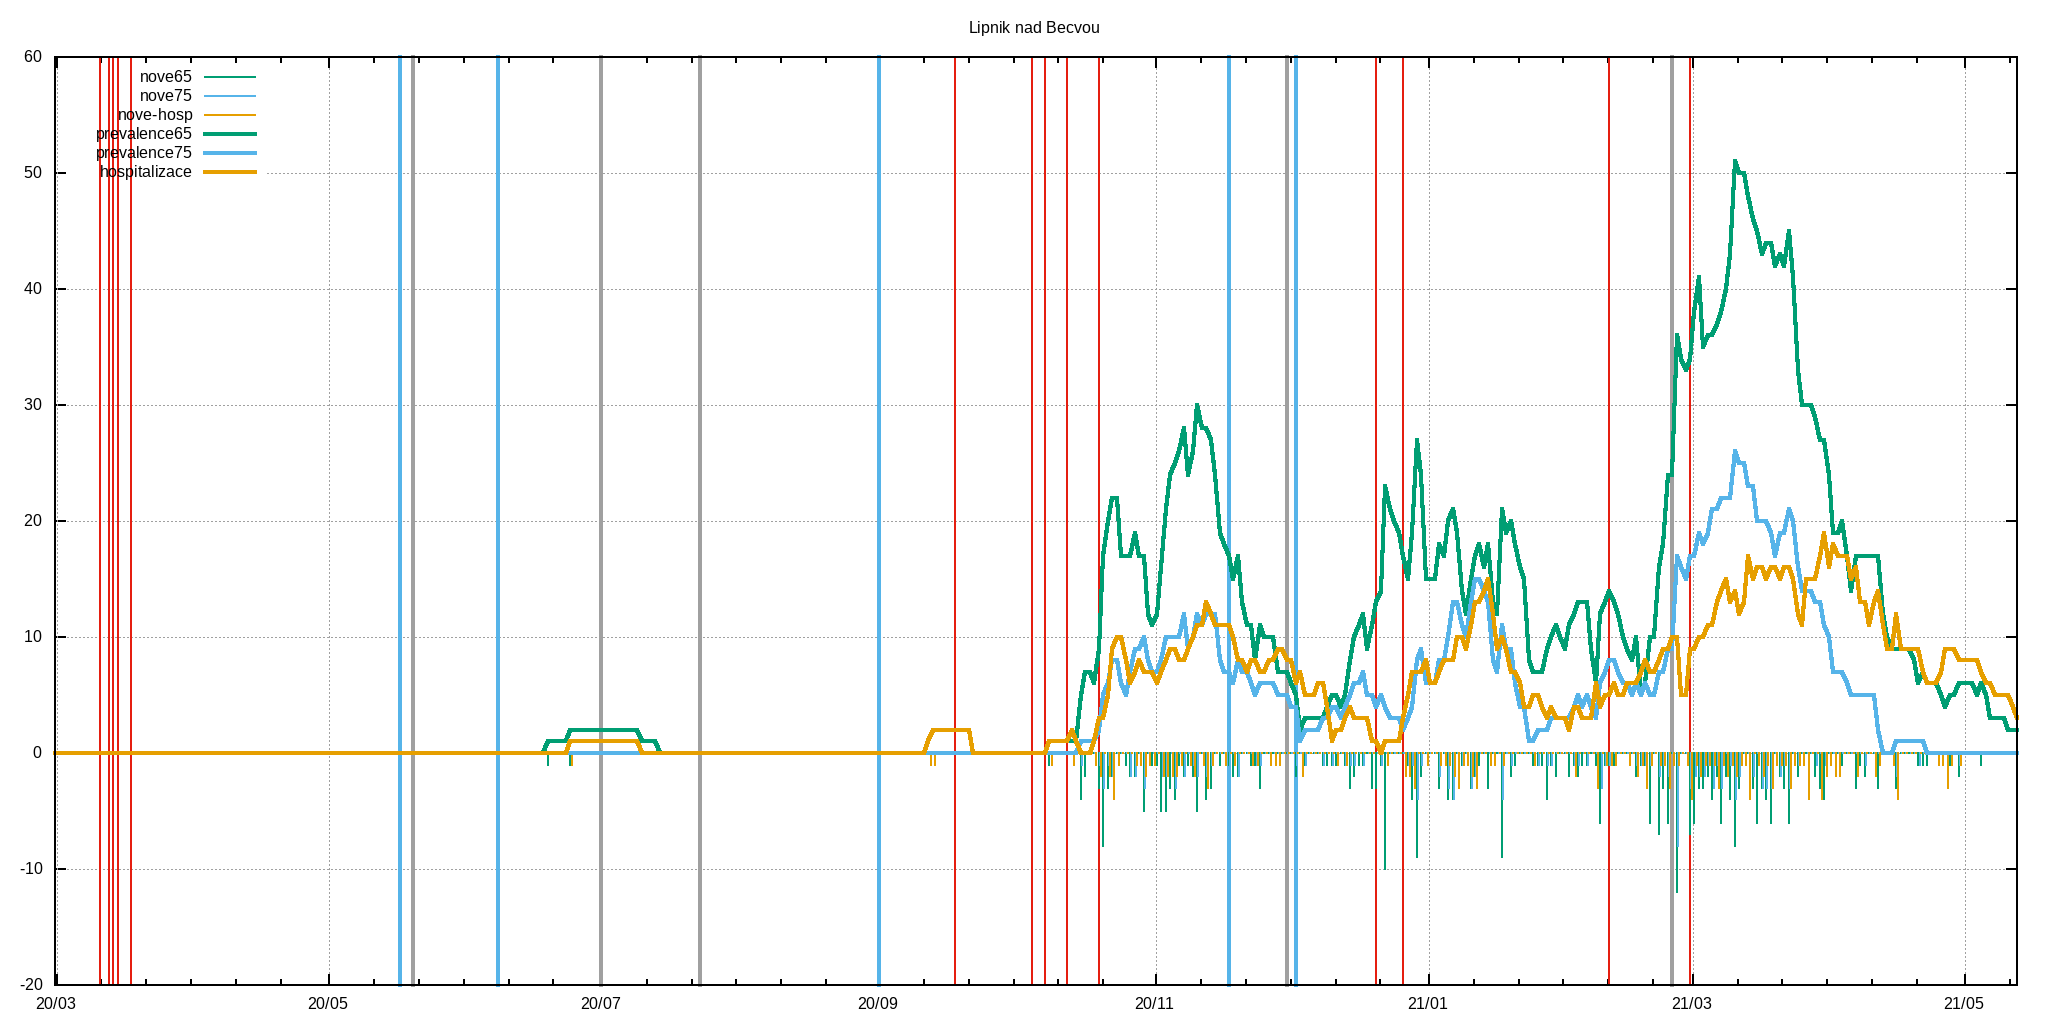 Lipnik nad Becvou
60
50
40
30
20
10
0
-10
-20
nove65
nove75
nove-hosp
prevalence65
prevalence75
hospitalizace
20/03 20/05 20/07 20/09 20/11 21/01 21/03 21/05